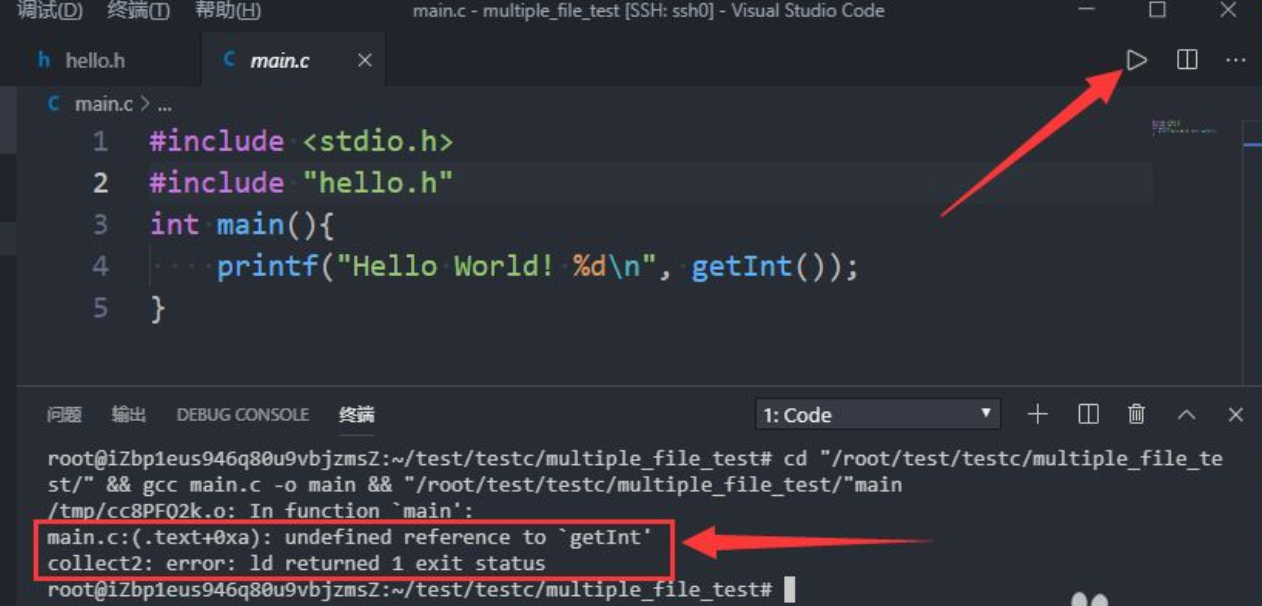 调试(D) 终端(T) 帮助(H) main.c - multiple_file_test [SSH: ssh0] - Visual Studio Code
h hello.h C main.c
C main.c > ...
1 #include <stdio.h>
2 #include "hello.h"
3 int main(){
4 printf("Hello World! %d\n", getInt());
5 }
问题 输出 DEBUG CONSOLE 终端 1: Code
root@iZbp1eus946q80u9vbjzmsZ:~/test/testc/multiple_file_test# cd "/root/test/testc/multiple_file_te
st/" && gcc main.c -o main && "/root/test/testc/multiple_file_test/"main
/tmp/cc8PFQ2k.o: In function `main':
main.c:(.text+0xa): undefined reference to `getInt'
collect2: error: ld returned 1 exit status
root@iZbp1eus946q80u9vbjzmsZ:~/test/testc/multiple_file_test#